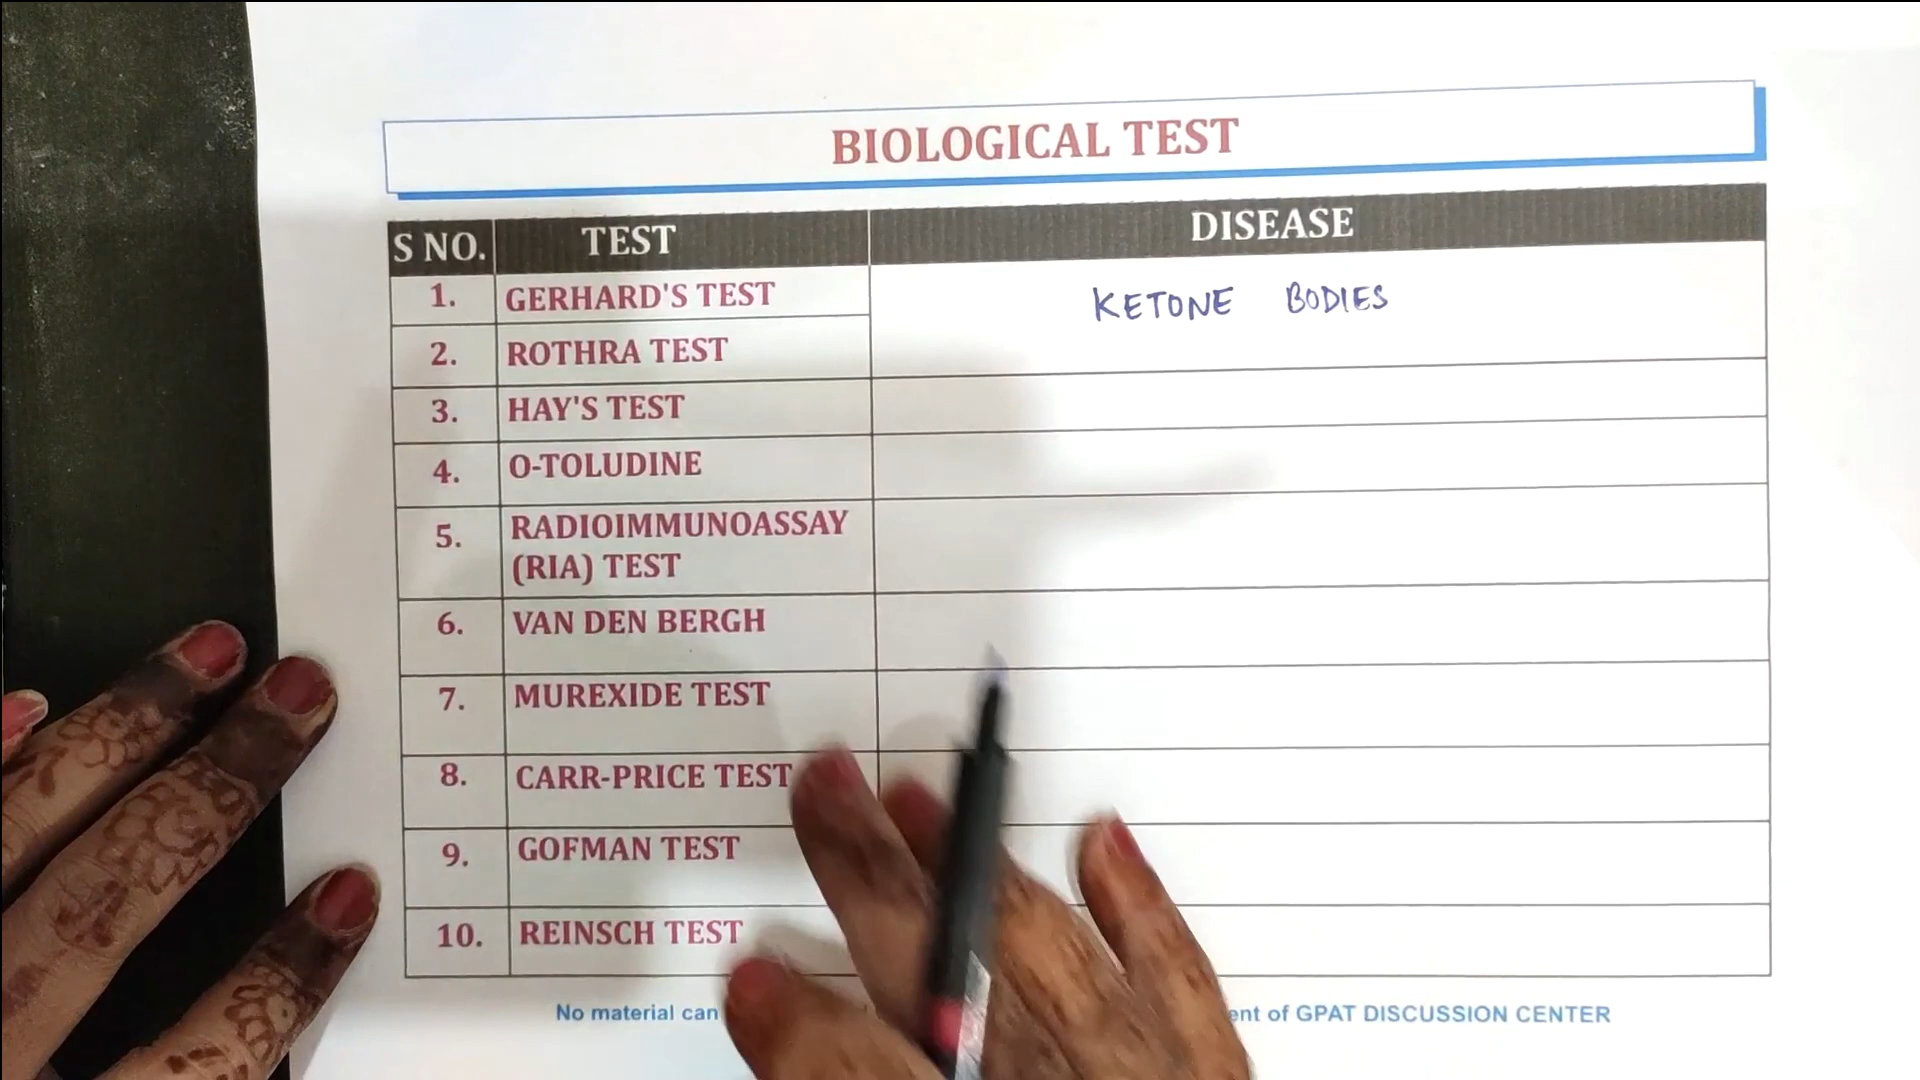 BIOLOGICAL TEST
S NO. TEST DISEASE
1. GERHARD'S TEST KETONE BODIES
2. ROTHRA TEST
3. HAY'S TEST
4. O-TOLUDINE
5. RADIOIMMUNOASSAY
(RIA) TEST
6. VAN DEN BERGH
7. MUREXIDE TEST
8. CARR-PRICE TEST
9. GOFMAN TEST
10. REINSCH TEST
No material can ent of GPAT DISCUSSION CENTER